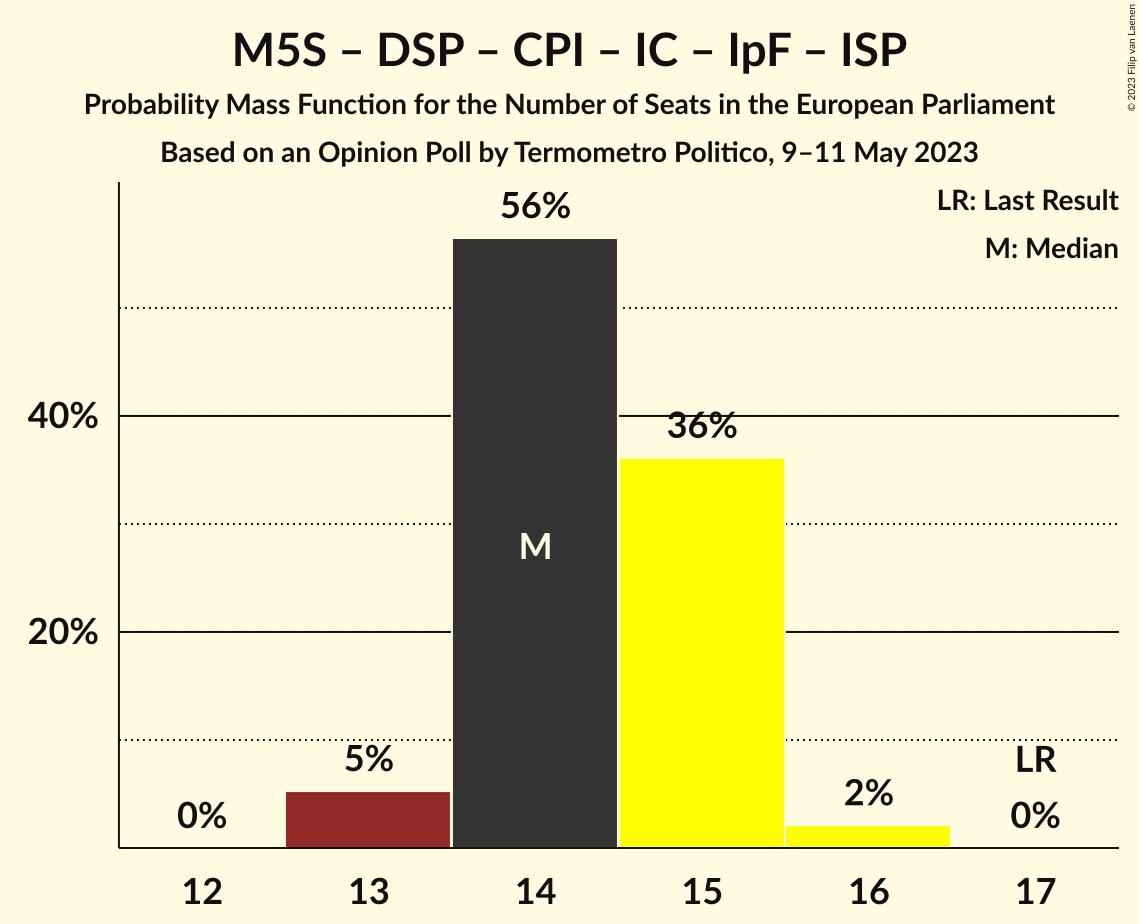 M5S – DSP – CPI – IC – IpF – ISP
Probability Mass Function for the Number of Seats in the European Parliament
Based on an Opinion Poll by Termometro Politico, 9–11 May 2023
© 2023 Filip van Laenen
LR: Last Result
M: Median
56%
40%
36%
M
20%
5%
LR
2%
0%
0%
12 13 14 15 16 17